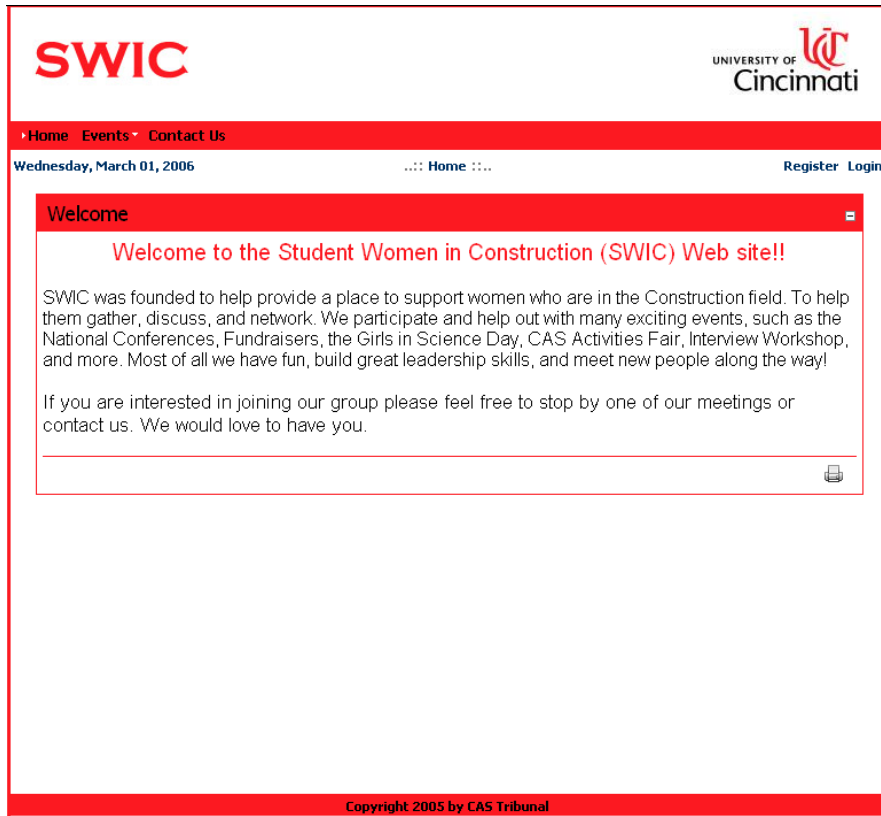 SWIC
UNIVERSITY OF
Cincinnati
Home Events Contact Us
Wednesday, March 01, 2006 ..:: Home ::.. Register Login
Welcome
Welcome to the Student Women in Construction (SWIC) Web site!!
SWIC was founded to help provide a place to support women who are in the Construction field. To help
them gather, discuss, and network. We participate and help out with many exciting events, such as the
National Conferences, Fundraisers, the Girls in Science Day, CAS Activities Fair, Interview Workshop,
and more. Most of all we have fun, build great leadership skills, and meet new people along the way!
If you are interested in joining our group please feel free to stop by one of our meetings or
contact us. We would love to have you.
Copyright 2005 by CAS Tribunal